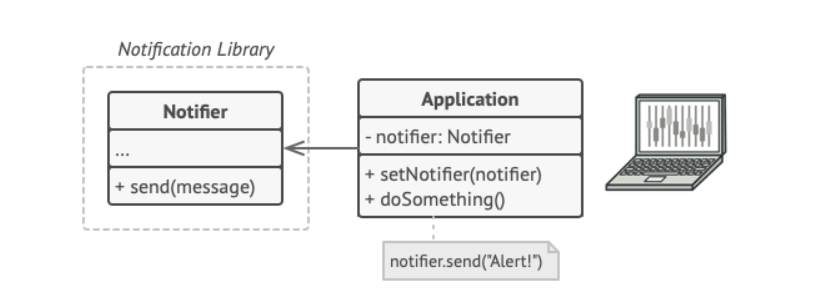 Notification Library
Notifier
...
+ send(message)
Application
- notifier: Notifier
+ setNotifier(notifier)
+ doSomething()
notifier.send("Alert!")